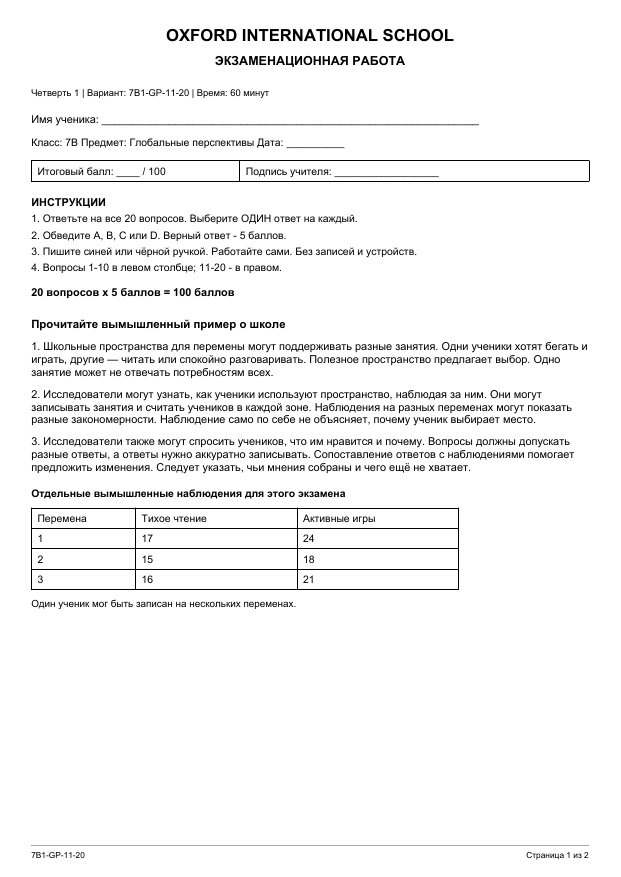 OXFORD INTERNATIONAL SCHOOL
ЭКЗАМЕНАЦИОННАЯ РАБОТА
Четверть 1 | Вариант: 7B1-GP-11-20 | Время: 60 минут
Имя ученика: _______________________________________________________________
Класс: 7B Предмет: Глобальные перспективы Дата: __________
Итоговый балл: ____ / 100 Подпись учителя: __________________
ИНСТРУКЦИИ
1. Ответьте на все 20 вопросов. Выберите ОДИН ответ на каждый.
2. Обведите A, B, C или D. Верный ответ - 5 баллов.
3. Пишите синей или чёрной ручкой. Работайте сами. Без записей и устройств.
4. Вопросы 1-10 в левом столбце; 11-20 - в правом.
20 вопросов x 5 баллов = 100 баллов
Прочитайте вымышленный пример о школе
1. Школьные пространства для перемены могут поддерживать разные занятия. Одни ученики хотят бегать и
играть, другие — читать или спокойно разговаривать. Полезное пространство предлагает выбор. Одно
занятие может не отвечать потребностям всех.
2. Исследователи могут узнать, как ученики используют пространство, наблюдая за ним. Они могут
записывать занятия и считать учеников в каждой зоне. Наблюдения на разных переменах могут показать
разные закономерности. Наблюдение само по себе не объясняет, почему ученик выбирает место.
3. Исследователи также могут спросить учеников, что им нравится и почему. Вопросы должны допускать
разные ответы, а ответы нужно аккуратно записывать. Сопоставление ответов с наблюдениями помогает
предложить изменения. Следует указать, чьи мнения собраны и чего ещё не хватает.
Отдельные вымышленные наблюдения для этого экзамена
Перемена Тихое чтение Активные игры
1 17 24
2 15 18
3 16 21
Один ученик мог быть записан на нескольких переменах.
7B1-GP-11-20 Страница 1 из 2